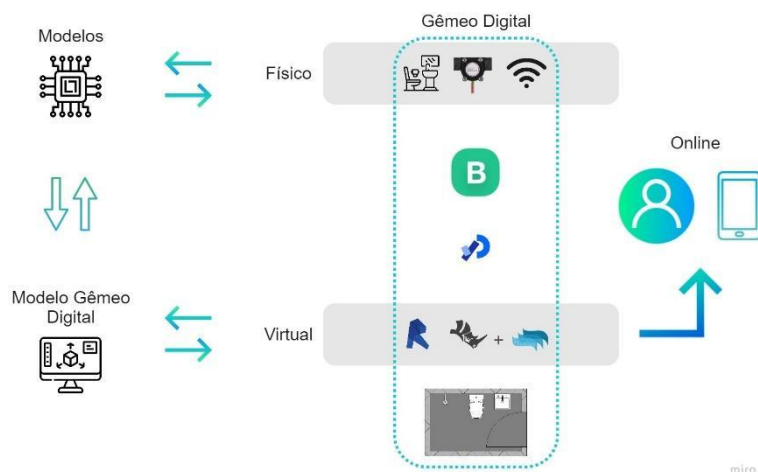 Gêmeo Digital
Modelos
Físico
Online
B
Modelo Gêmeo
Digital
Virtual
+
miro